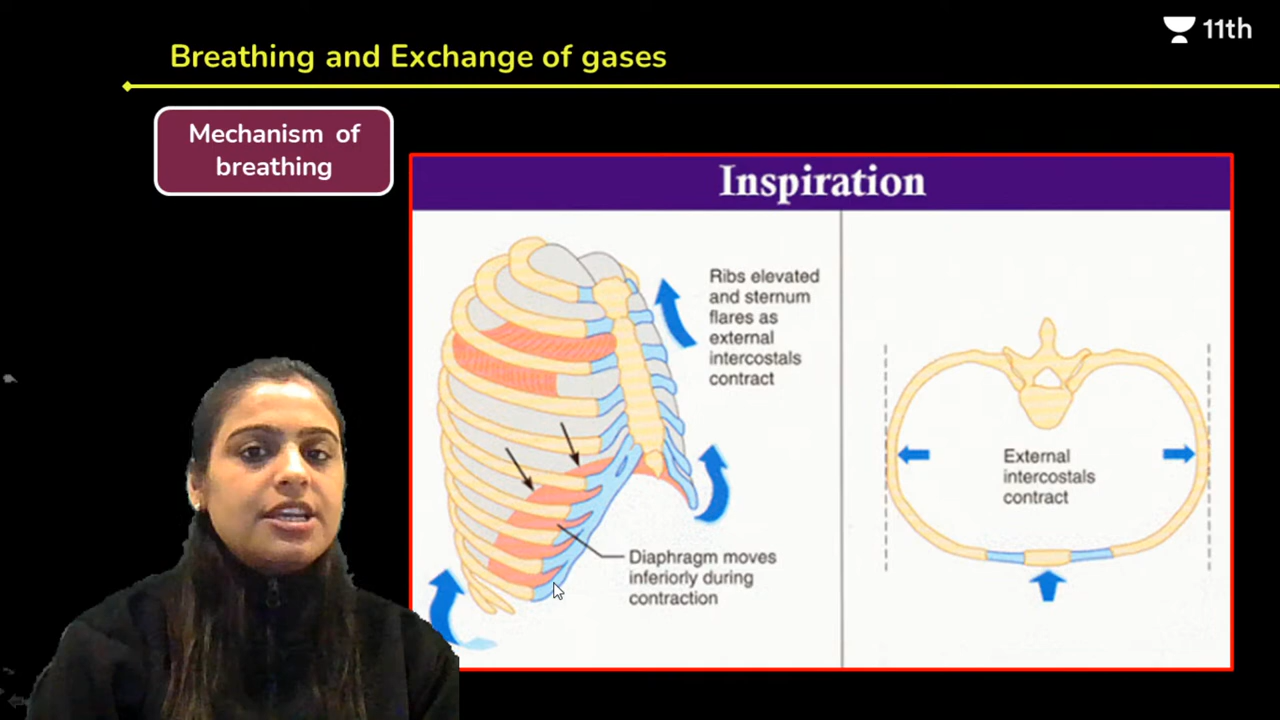 11th
Breathing and Exchange of gases
Mechanism of
breathing
Inspiration
Ribs elevated
and sternum
flares as
external
intercostals
contract
Diaphragm moves
inferiorly during
contraction
External
intercostals
contract